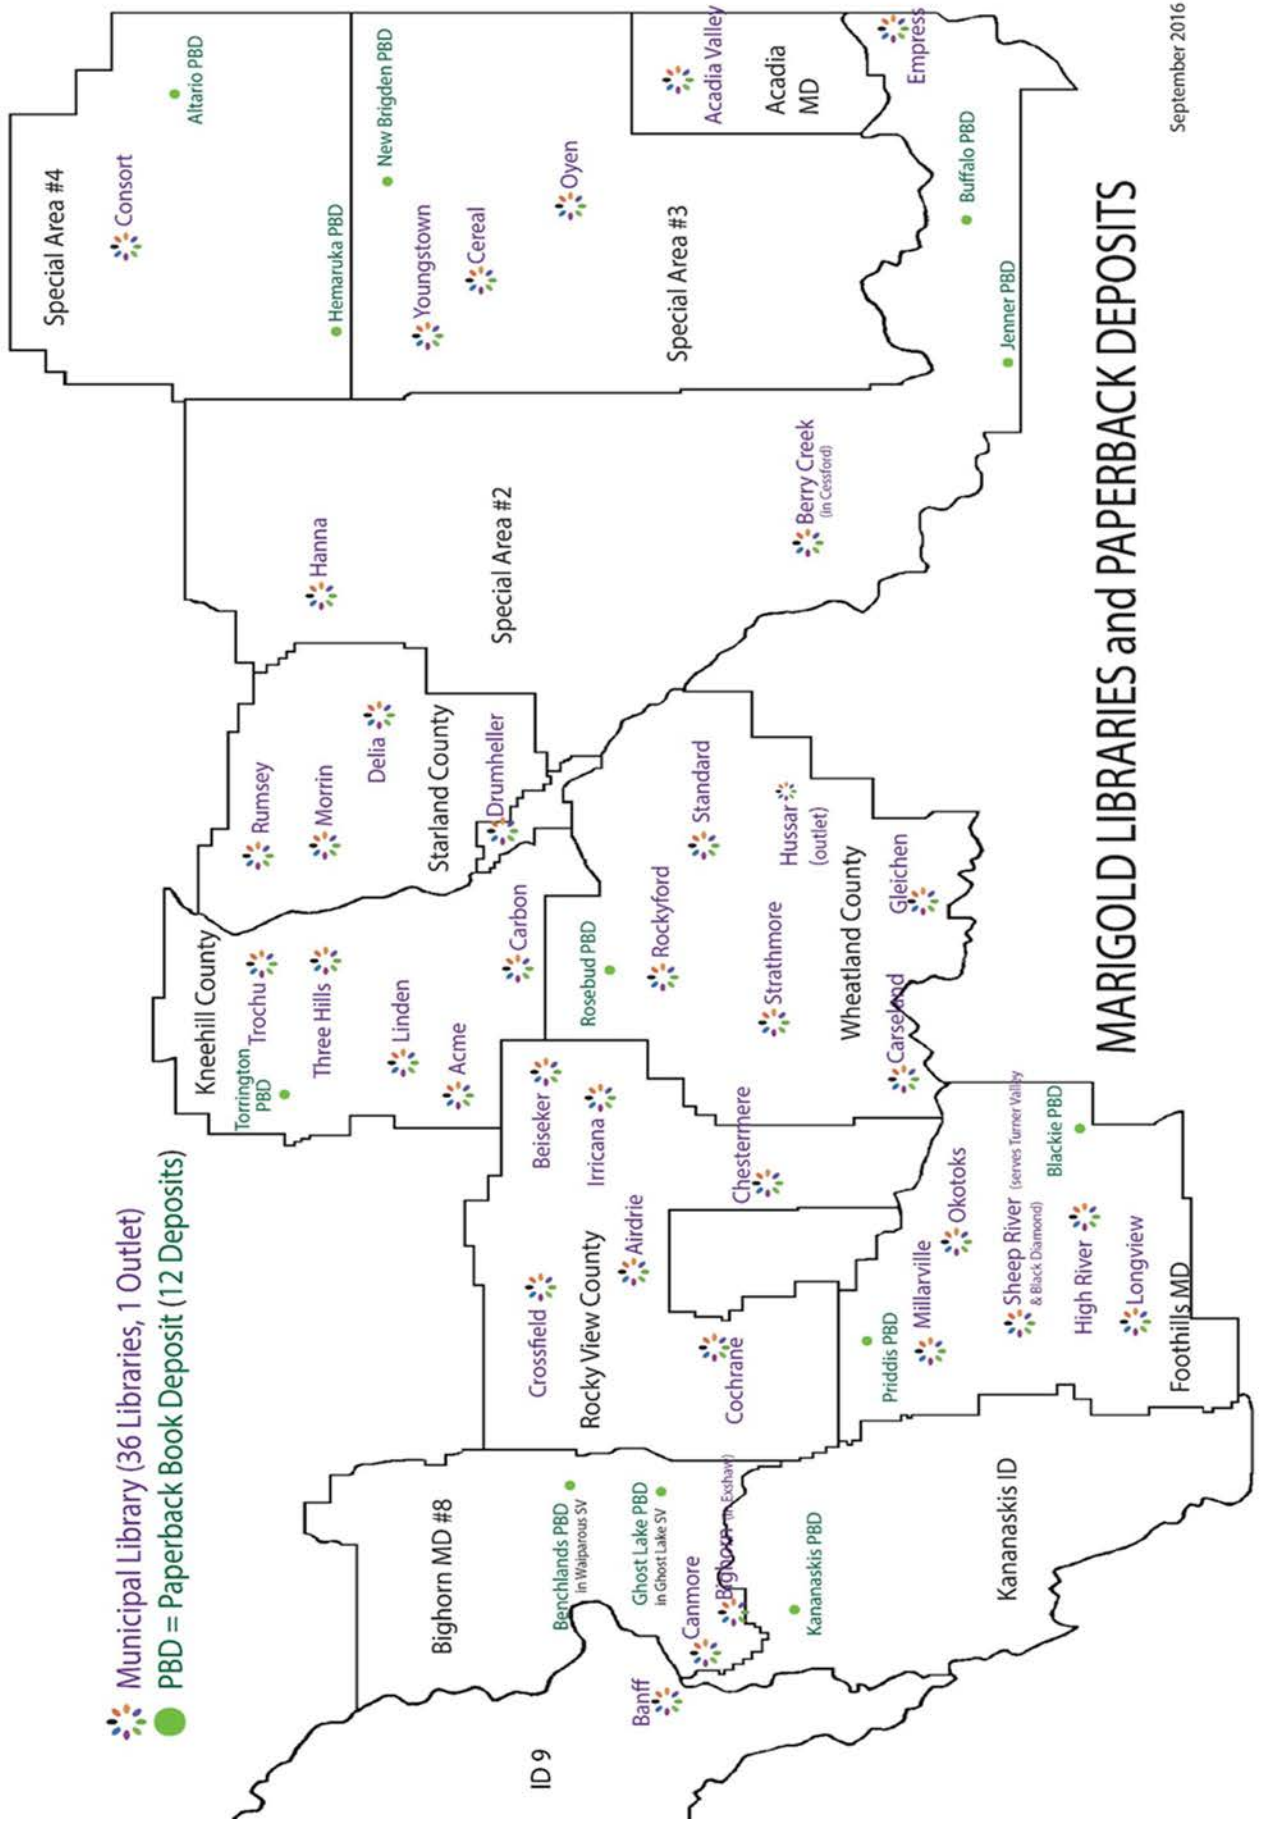 Municipal Library (36 Libraries, 1 Outlet)
PBD = Paperback Book Deposit (12 Deposits)
ID 9
Banff
Bighorn MD #8
Benchlands PBD
in Waiparous SV
Ghost Lake PBD
in Ghost Lake SV
Canmore
Bighorn (in Exshaw)
Kananaskis PBD
Kananaskis ID
Crossfield
Rocky View County
Airdrie
Cochrane
Beiseker
Irricana
Chestermere
Priddis PBD
Millarville
Okotoks
Sheep River (serves Turner Valley
& Black Diamond)
High River
Longview
Blackie PBD
Foothills MD
Kneehill County
Torrington
PBD
Trochu
Three Hills
Linden
Acme
Carbon
Rumsey
Morrin
Delia
Starland County
Drumheller
Rosebud PBD
Rockyford
Standard
Strathmore
Hussar
(outlet)
Wheatland County
Gleichen
Carseland
Hanna
Special Area #2
Berry Creek
(in Cessford)
Special Area #4
Consort
Altario PBD
Hemaruka PBD
New Brigden PBD
Youngstown
Cereal
Oyen
Special Area #3
Acadia Valley
Acadia
MD
Empress
Buffalo PBD
Jenner PBD
MARIGOLD LIBRARIES and PAPERBACK DEPOSITS
September 2016